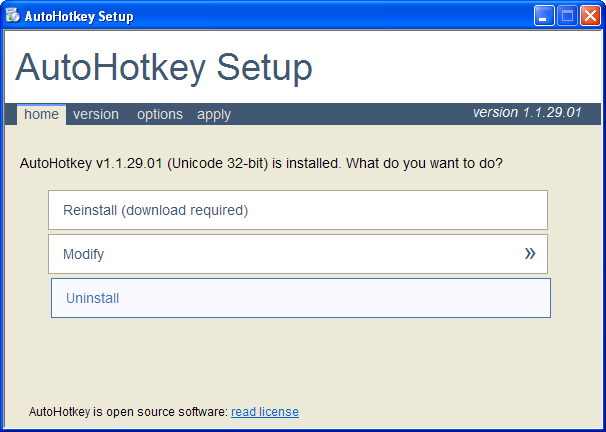 AutoHotkey Setup
AutoHotkey Setup
home version options apply version 1.1.29.01
AutoHotkey v1.1.29.01 (Unicode 32-bit) is installed. What do you want to do?
Reinstall (download required)
Modify »
Uninstall
AutoHotkey is open source software: read license